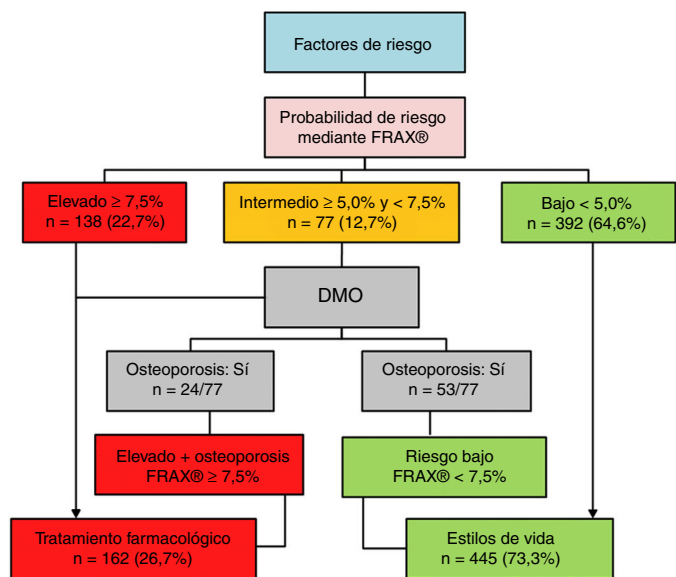 Factores de riesgo
Probabilidad de riesgo
mediante FRAX®
Elevado ≥ 7,5%
n = 138 (22,7%)
Intermedio ≥ 5,0% y < 7,5%
n = 77 (12,7%)
Bajo < 5,0%
n = 392 (64,6%)
DMO
Osteoporosis: Sí
n = 24/77
Osteoporosis: Sí
n = 53/77
Elevado + osteoporosis
FRAX® ≥ 7,5%
Riesgo bajo
FRAX® < 7,5%
Tratamiento farmacológico
n = 162 (26,7%)
Estilos de vida
n = 445 (73,3%)